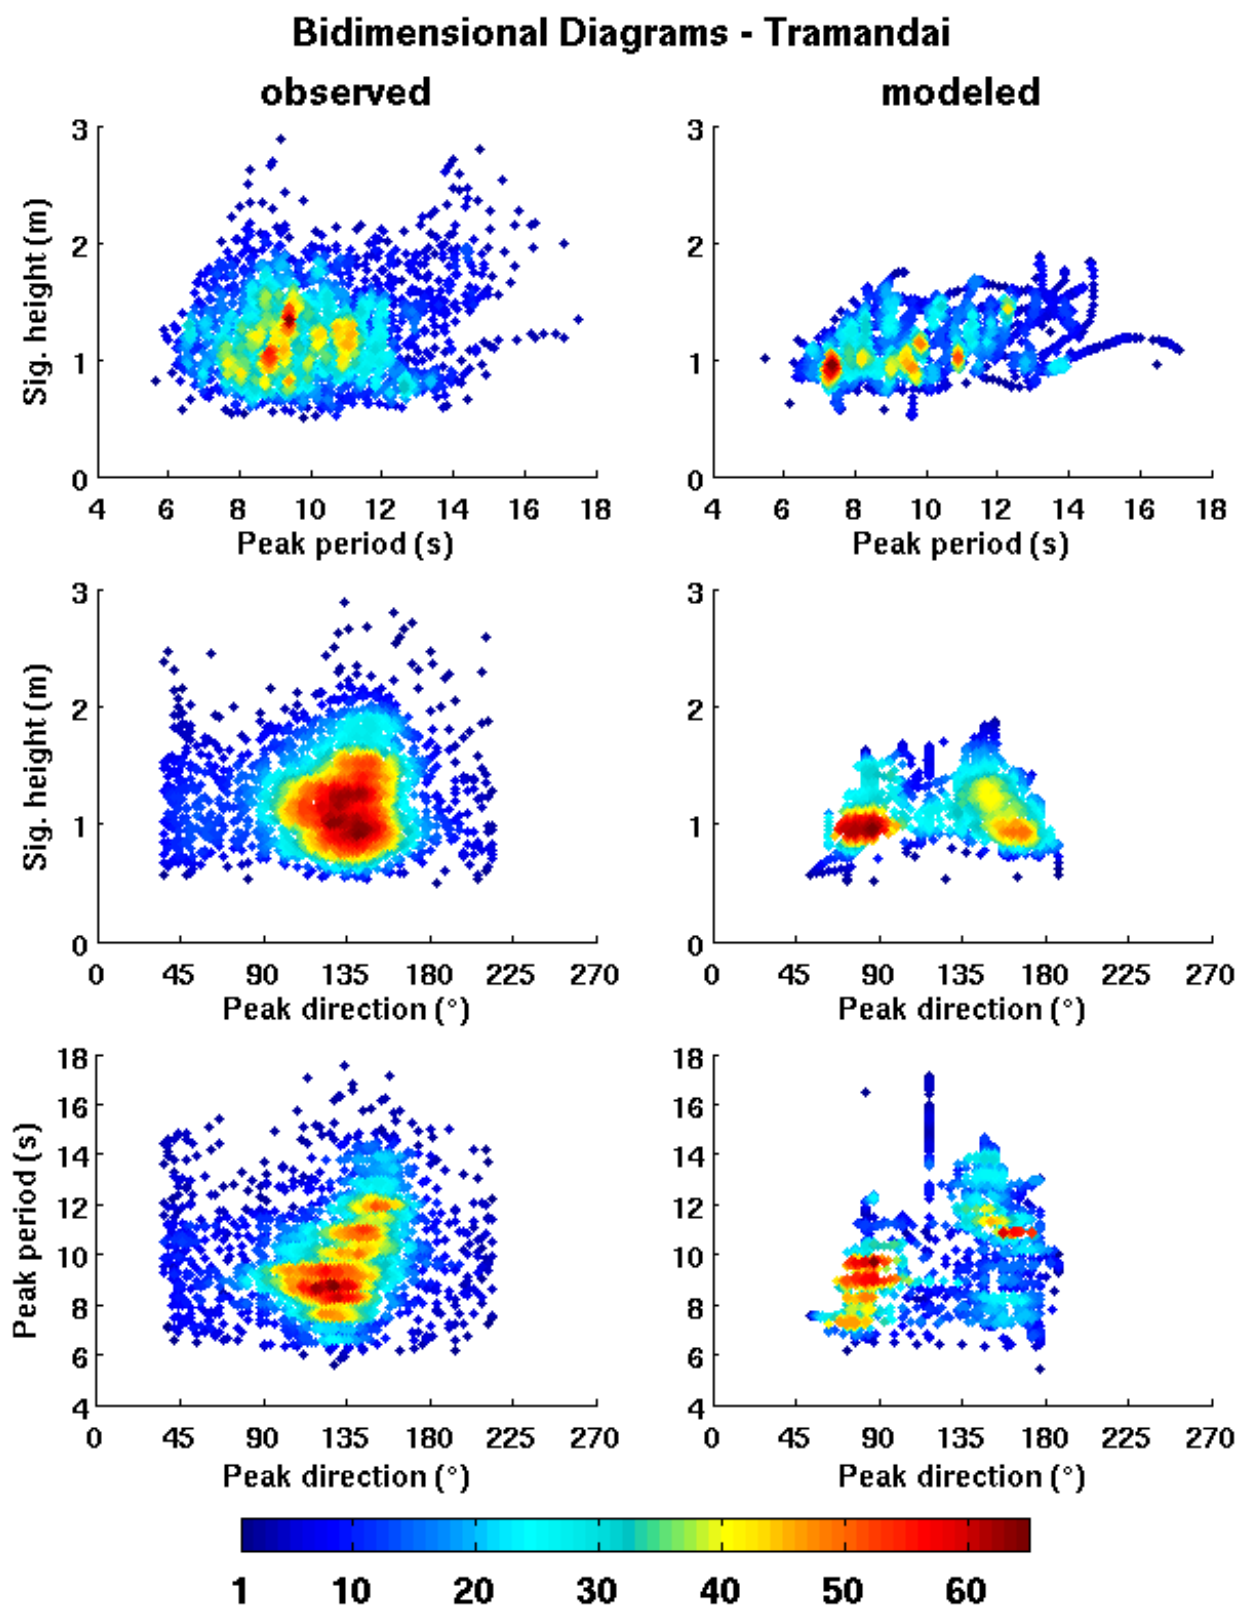 Bidimensional Diagrams - Tramandai
observed
modeled
3
2
1
0
Sig. height (m)
4 6 8 10 12 14 16 18
Peak period (s)
3
2
1
0
4 6 8 10 12 14 16 18
Peak period (s)
3
2
1
0
Sig. height (m)
0 45 90 135 180 225 270
Peak direction (°)
3
2
1
0
0 45 90 135 180 225 270
Peak direction (°)
18
16
14
12
10
8
6
4
Peak period (s)
0 45 90 135 180 225 270
Peak direction (°)
18
16
14
12
10
8
6
4
0 45 90 135 180 225 270
Peak direction (°)
1 10 20 30 40 50 60